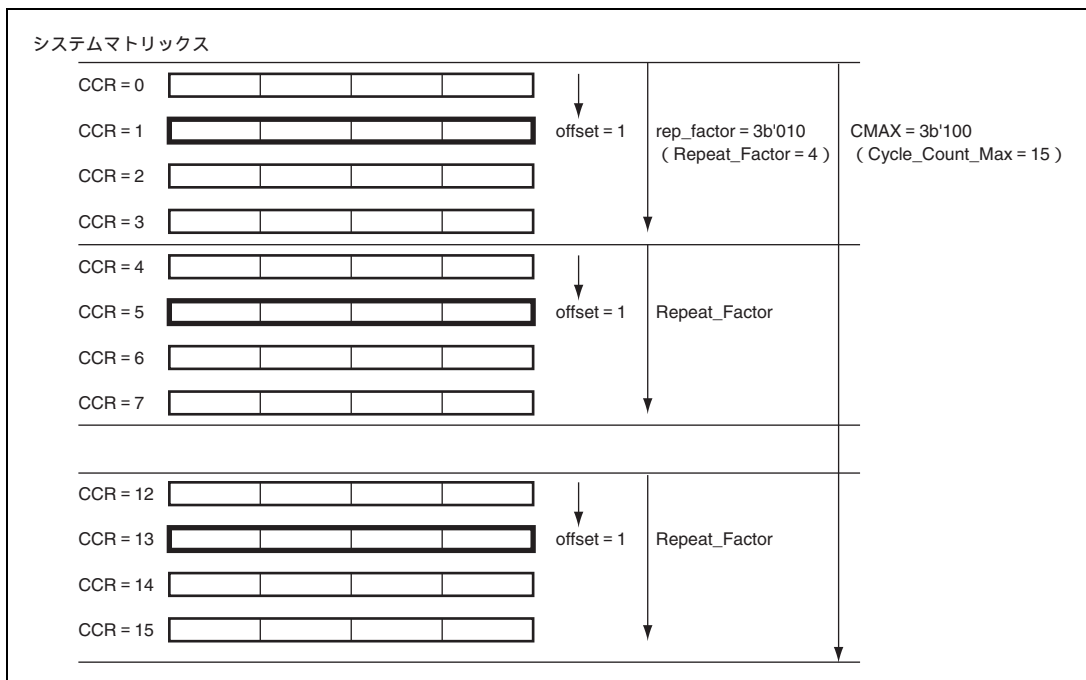 システムマトリックス
CCR = 0
CCR = 1
offset = 1
rep_factor = 3b'010
( Repeat_Factor = 4 )
CMAX = 3b'100
( Cycle_Count_Max = 15 )
CCR = 2
CCR = 3
CCR = 4
CCR = 5
offset = 1
Repeat_Factor
CCR = 6
CCR = 7
CCR = 12
CCR = 13
offset = 1
Repeat_Factor
CCR = 14
CCR = 15